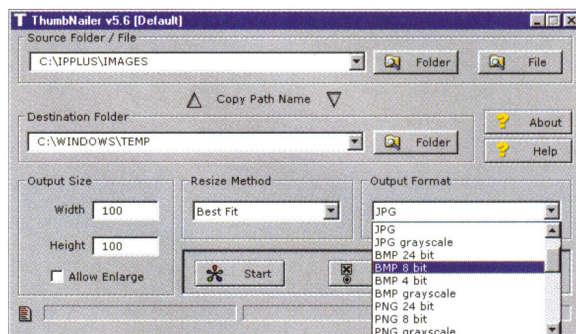 ThumbNailer v5.6 [Default]
Source Folder / File
C:\IPPLUS\IMAGES
Folder
File
Copy Path Name
Destination Folder
C:\WINDOWS\TEMP
Folder
About
Help
Output Size
Width 100
Height 100
Allow Enlarge
Resize Method
Best Fit
Output Format
JPG
JPG
JPG grayscale
BMP 24 bit
BMP 8 bit
BMP 4 bit
BMP grayscale
PNG 24 bit
PNG 8 bit
PNG grayscale
Start